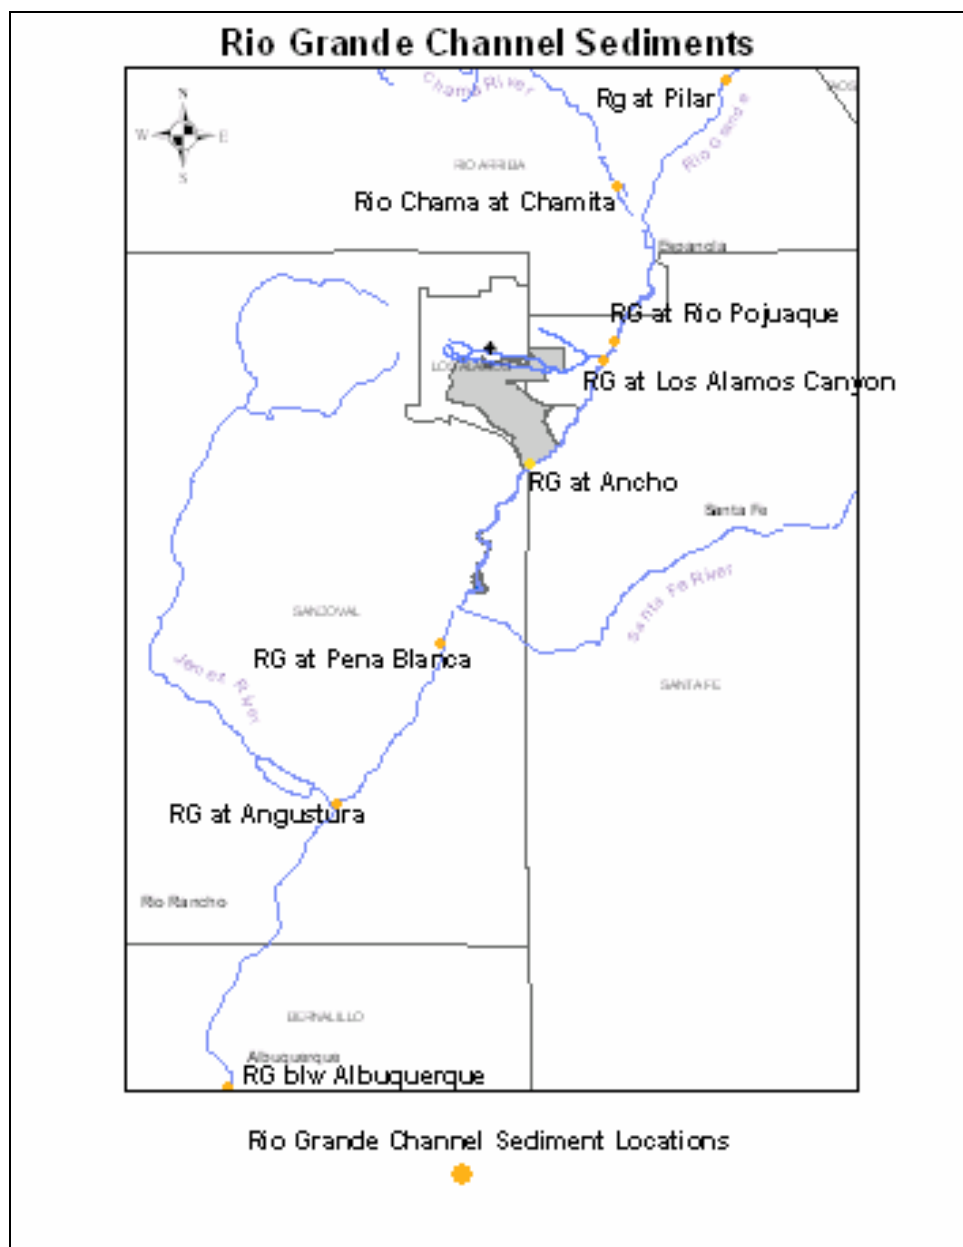 Rio Grande Channel Sediments
Chama River
Rg at Pilar
Rio Grande
N
W E
S
RIO ARRIBA
Rio Chama at Chamita
Espanola
RG at Rio Pojuaque
LOS ALAMOS
RG at Los Alamos Canyon
RG at Ancho
Santa Fe
Santa Fe River
SANDOVAL
RG at Pena Blanca
Jemez River
SANTA FE
RG at Angustura
Rio Rancho
BERNALILLO
Albuquerque
RG blw Albuquerque
Rio Grande Channel Sediment Locations